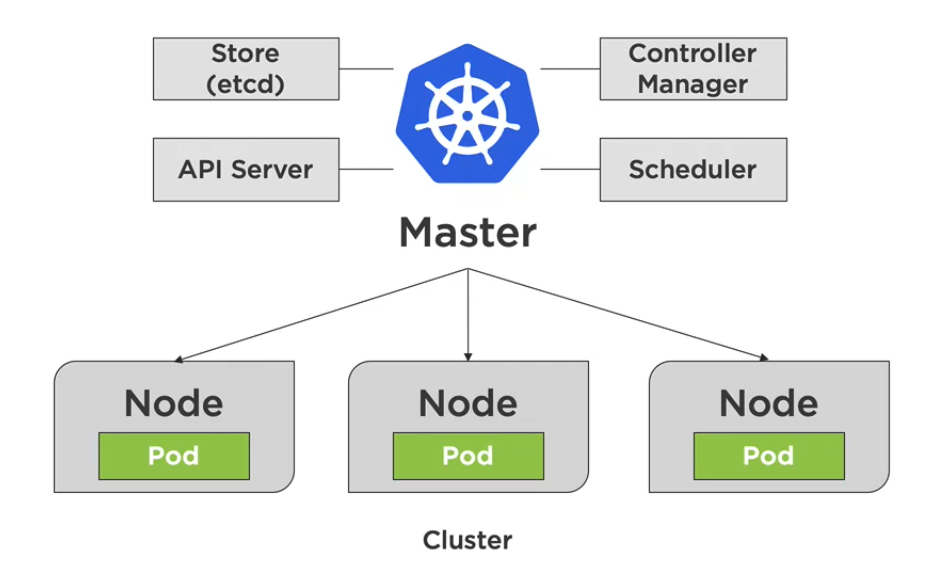 Store
(etcd)
Controller
Manager
API Server
Scheduler
Master
Node
Pod
Node
Pod
Node
Pod
Cluster